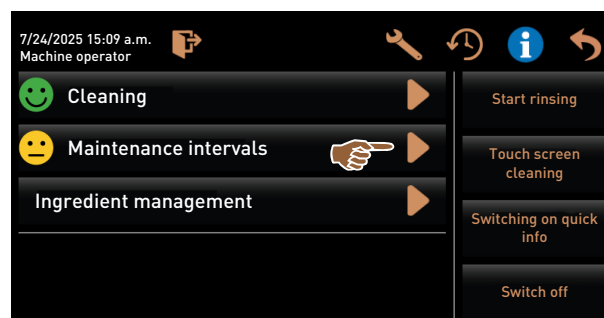 7/24/2025 15:09 a.m.
Machine operator
Cleaning
Maintenance intervals
Ingredient management
Start rinsing
Touch screen
cleaning
Switching on quick
info
Switch off